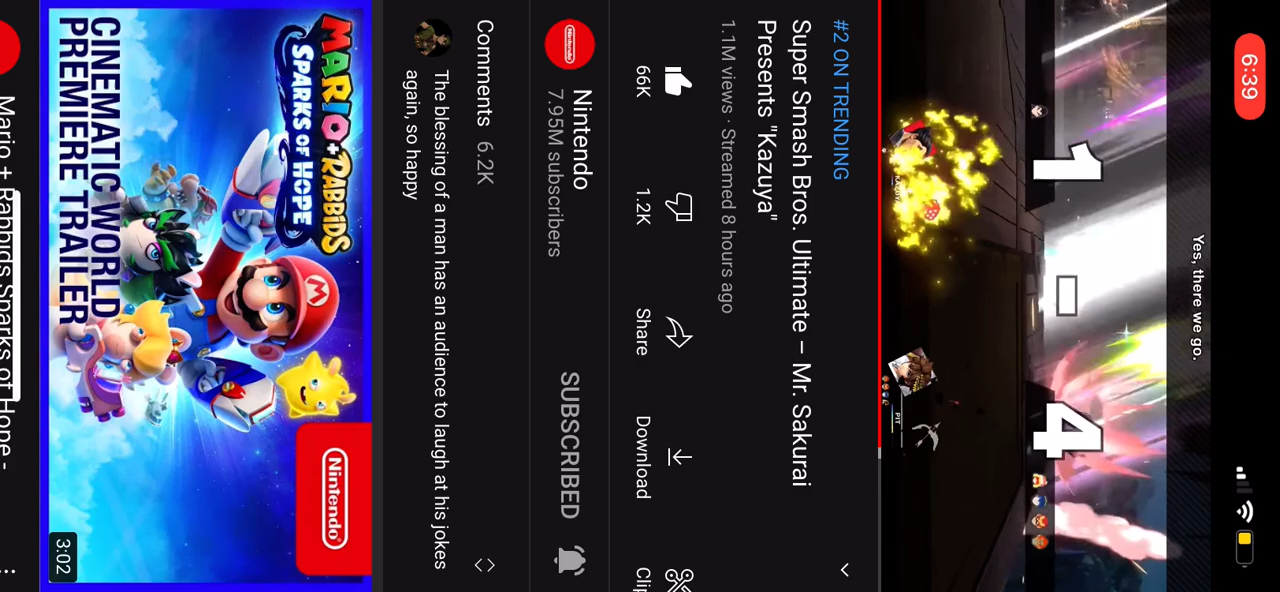 6:39
Yes, there we go.
1 - 4
KAZUYA
PIT
#2 ON TRENDING
Super Smash Bros. Ultimate – Mr. Sakurai
Presents "Kazuya"
1.1M views · Streamed 8 hours ago
66K
1.2K
Share
Download
Clip
Nintendo
7.95M subscribers
SUBSCRIBED
Comments 6.2K
The blessing of a man has an audience to laugh at his jokes
again, so happy
MARIO + RABBIDS
SPARKS OF HOPE
CINEMATIC WORLD
PREMIERE TRAILER
Nintendo
3:02
Mario + Rabbids Sparks of Hope -